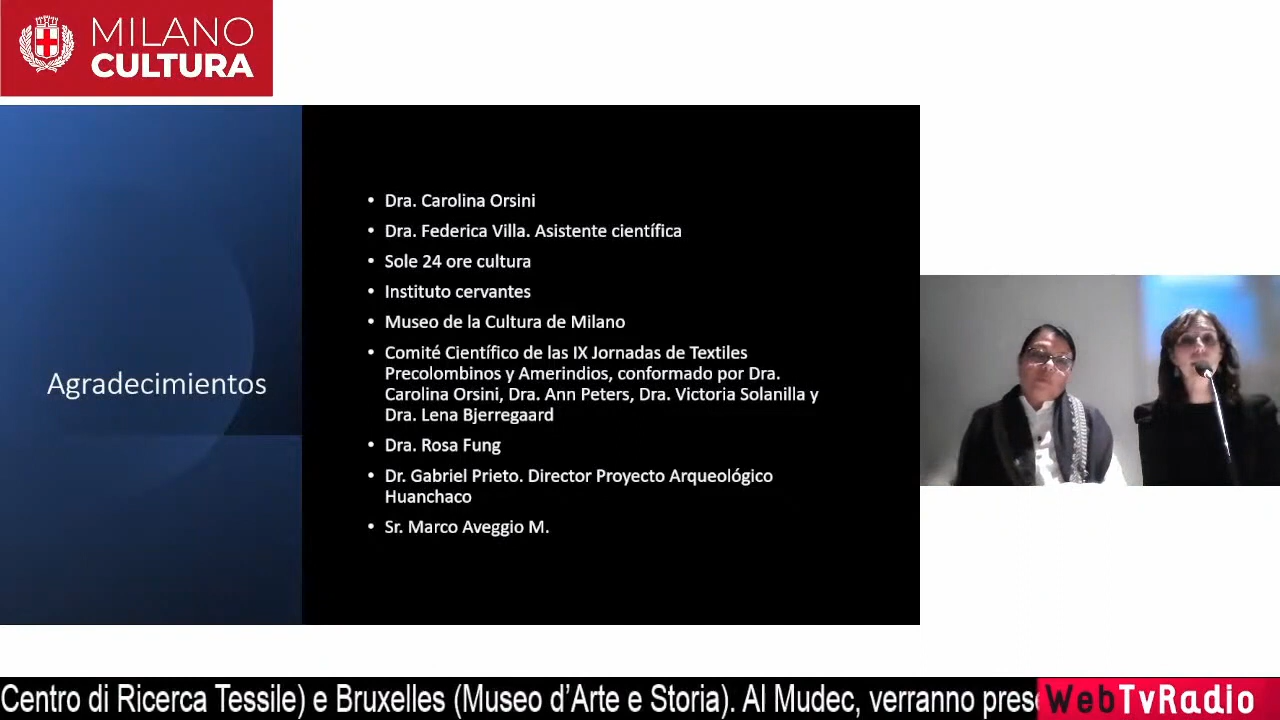 MILANO
CULTURA
Agradecimientos
• Dra. Carolina Orsini
• Dra. Federica Villa. Asistente científica
• Sole 24 ore cultura
• Instituto cervantes
• Museo de la Cultura de Milano
• Comité Científico de las IX Jornadas de Textiles
Precolombinos y Amerindios, conformado por Dra.
Carolina Orsini, Dra. Ann Peters, Dra. Victoria Solanilla y
Dra. Lena Bjerregaard
• Dra. Rosa Fung
• Dr. Gabriel Prieto. Director Proyecto Arqueológico
Huanchaco
• Sr. Marco Aveggio M.
Centro di Ricerca Tessile) e Bruxelles (Museo d’Arte e Storia). Al Mudec, verranno pres
WebTvRadio